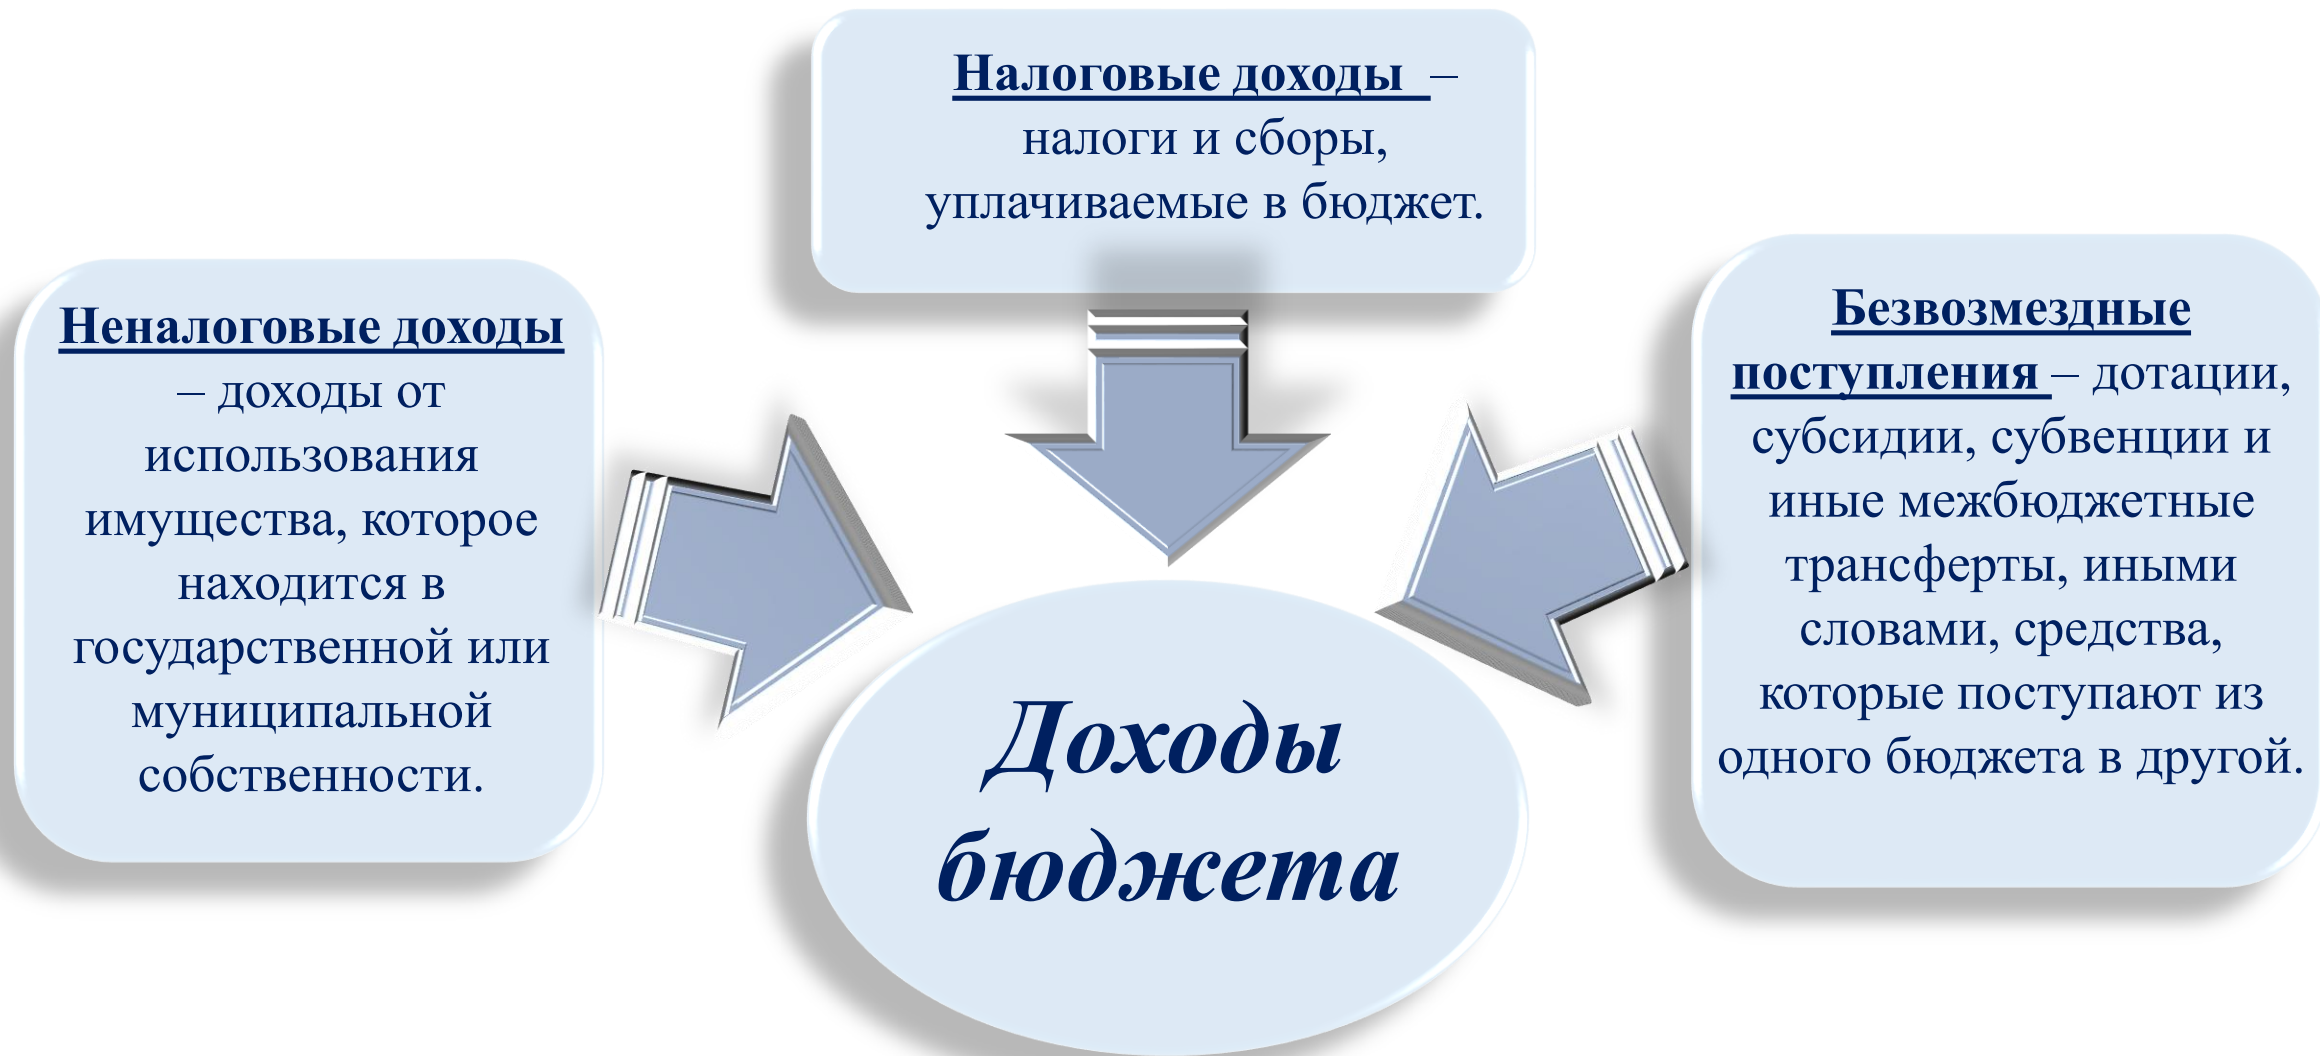 Налоговые доходы –
налоги и сборы,
уплачиваемые в бюджет.
Неналоговые доходы
– доходы от
использования
имущества, которое
находится в
государственной или
муниципальной
собственности.
Безвозмездные
поступления – дотации,
субсидии, субвенции и
иные межбюджетные
трансферты, иными
словами, средства,
которые поступают из
одного бюджета в другой.
Доходы
бюджета